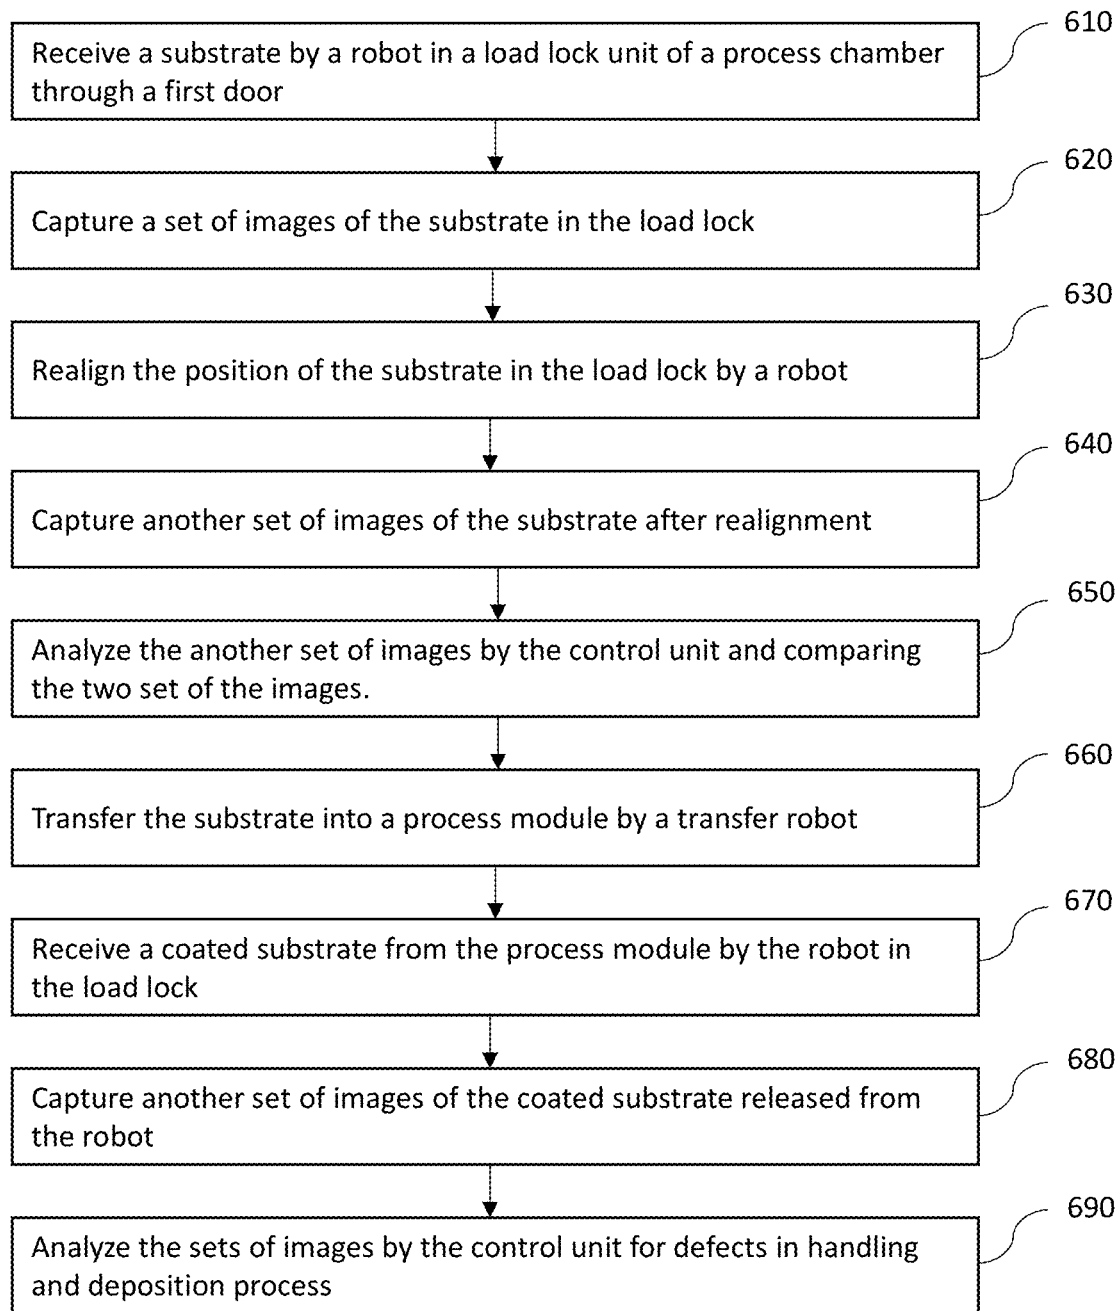 610
Receive a substrate by a robot in a load lock unit of a process chamber
through a first door
620
Capture a set of images of the substrate in the load lock
630
Realign the position of the substrate in the load lock by a robot
640
Capture another set of images of the substrate after realignment
650
Analyze the another set of images by the control unit and comparing
the two set of the images.
660
Transfer the substrate into a process module by a transfer robot
670
Receive a coated substrate from the process module by the robot in
the load lock
680
Capture another set of images of the coated substrate released from
the robot
690
Analyze the sets of images by the control unit for defects in handling
and deposition process